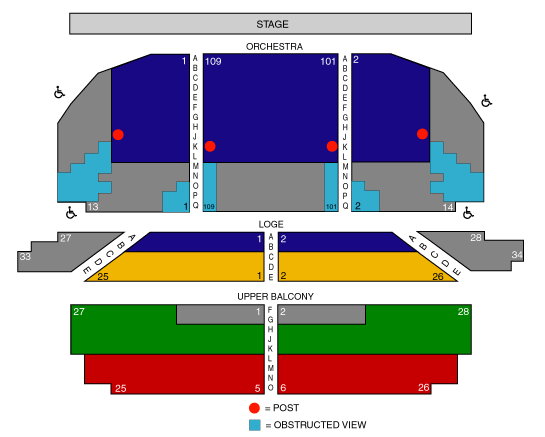 STAGE
ORCHESTRA
1 109 101 2
A A
B B
C C
D D
E E
F F
G G
H H
J J
K K
L L
M M
N N
O O
P P
Q Q
13 1 109 101 2 14
LOGE
27 A B C D E 1 A 2 A B C D E 28
B
C
D
33 25 1 E 2 26 34
UPPER BALCONY
27 1 F 2 28
G
H
J
K
L
M
N
25 5 O 6 26
= POST
= OBSTRUCTED VIEW